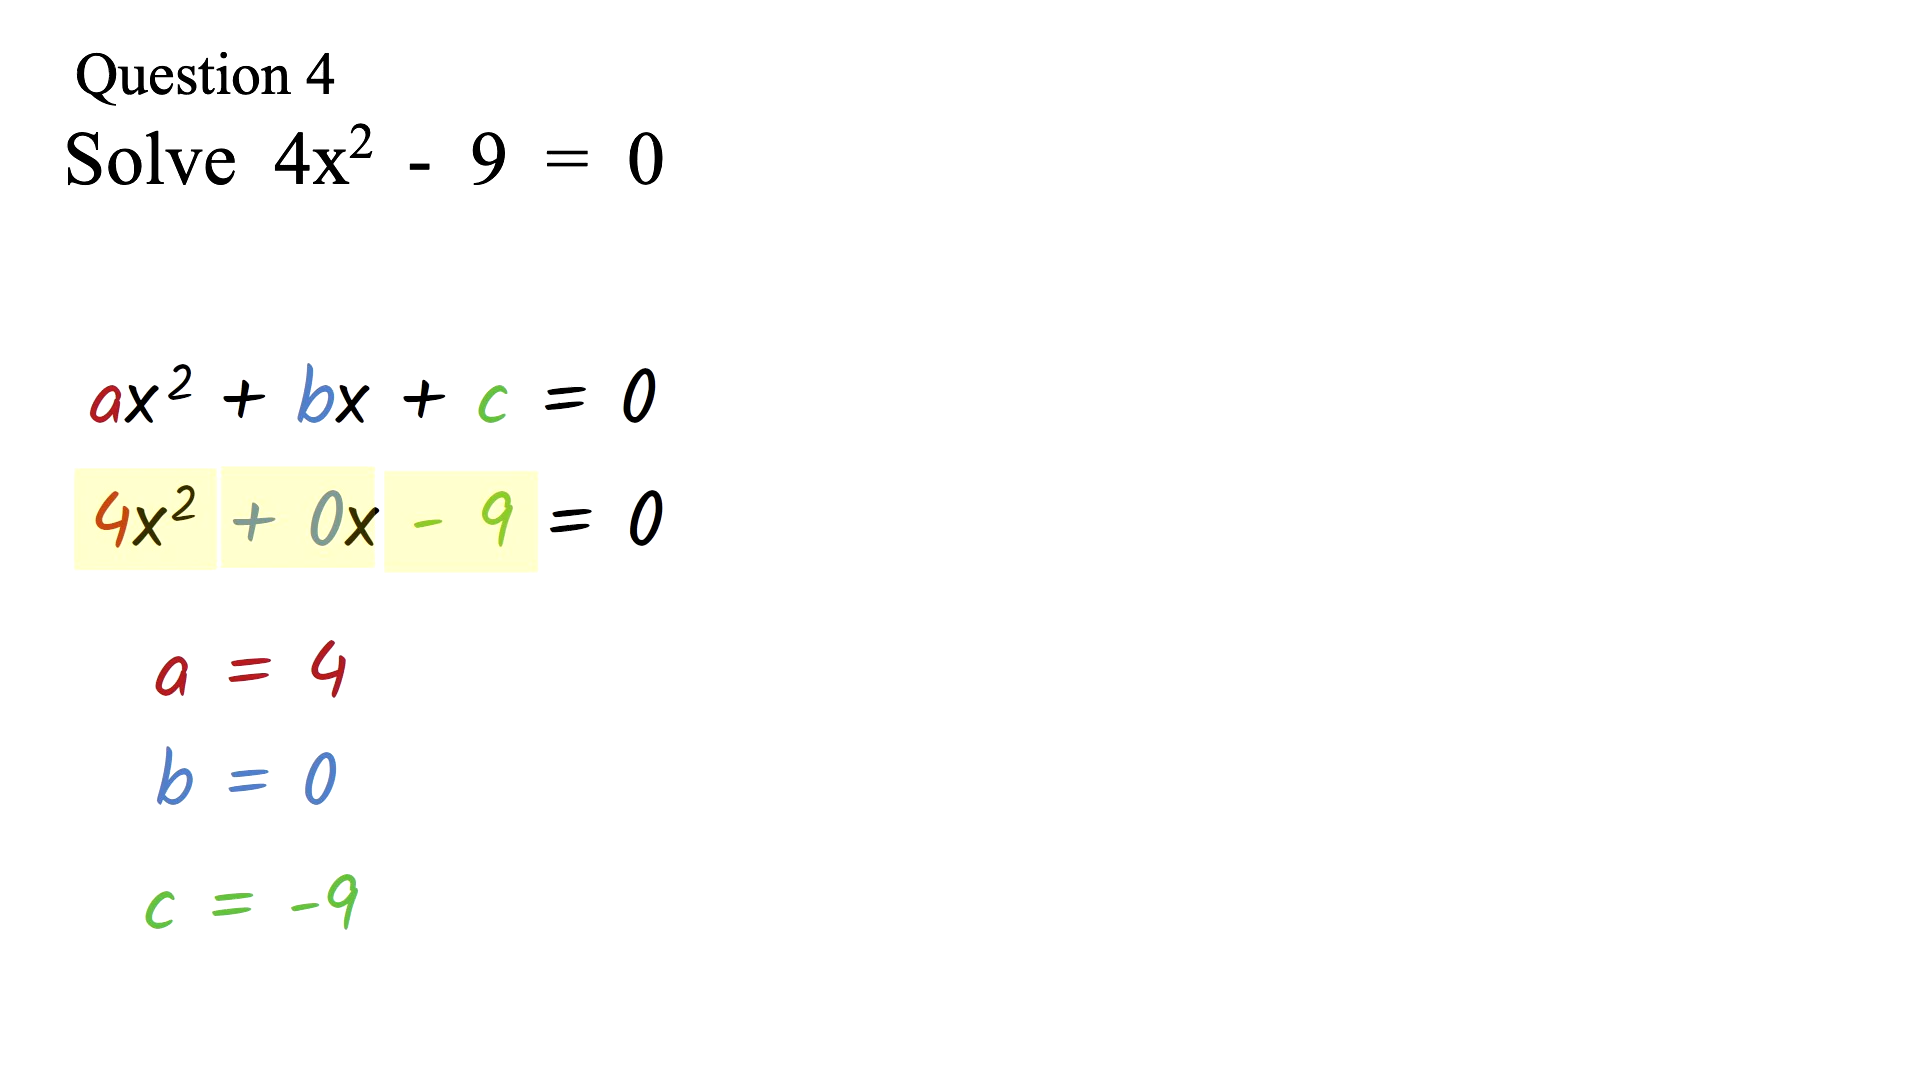 Question 4
Solve 4x² - 9 = 0
ax² + bx + c = 0
4x² + 0x - 9 = 0
a = 4
b = 0
c = -9